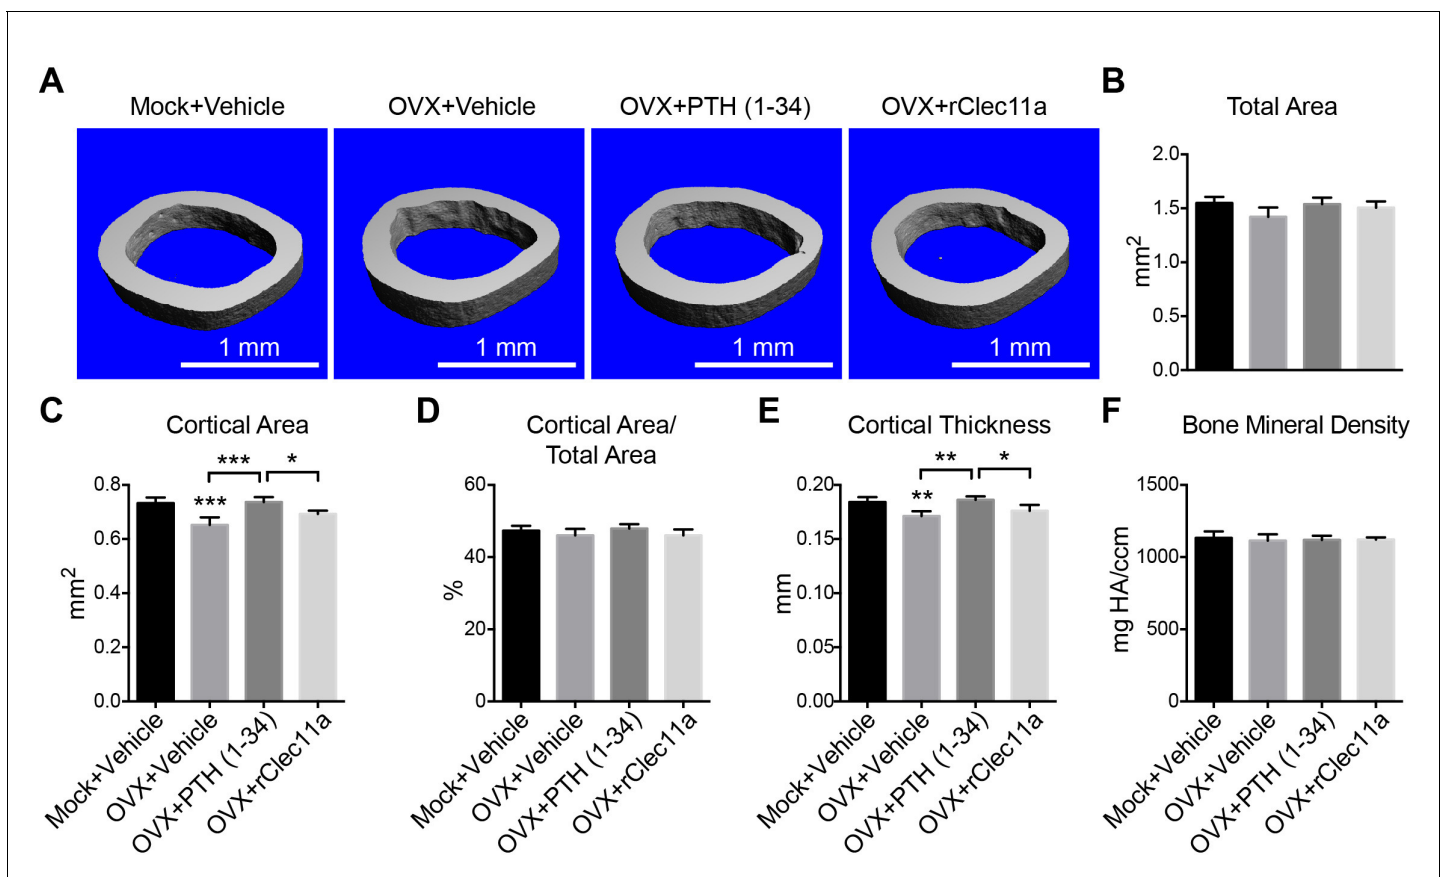 A
Mock+Vehicle
OVX+Vehicle
OVX+PTH (1-34)
OVX+rClec11a
1 mm
1 mm
1 mm
1 mm
B
Total Area
mm2
2.0
1.5
1.0
0.5
0.0
C
Cortical Area
***
*
***
mm2
0.8
0.6
0.4
0.2
0.0
Mock+Vehicle
OVX+Vehicle
OVX+PTH (1-34)
OVX+rClec11a
D
Cortical Area/
Total Area
%
60
40
20
0
Mock+Vehicle
OVX+Vehicle
OVX+PTH (1-34)
OVX+rClec11a
E
Cortical Thickness
**
*
**
mm
0.20
0.15
0.10
0.05
0.00
Mock+Vehicle
OVX+Vehicle
OVX+PTH (1-34)
OVX+rClec11a
F
Bone Mineral Density
mg HA/ccm
1500
1000
500
0
Mock+Vehicle
OVX+Vehicle
OVX+PTH (1-34)
OVX+rClec11a